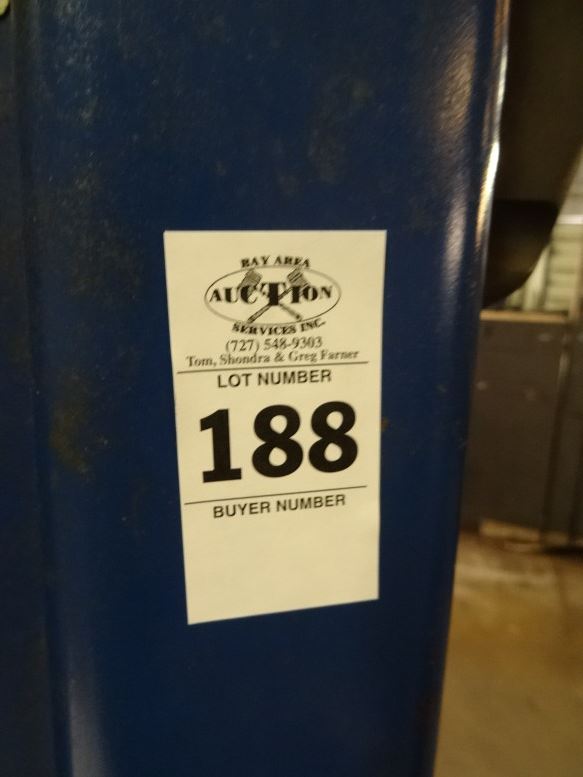 BAY AREA
AUCTION
SERVICES INC.
(727) 548-9303
Tom, Shondra & Greg Farner
LOT NUMBER
188
BUYER NUMBER